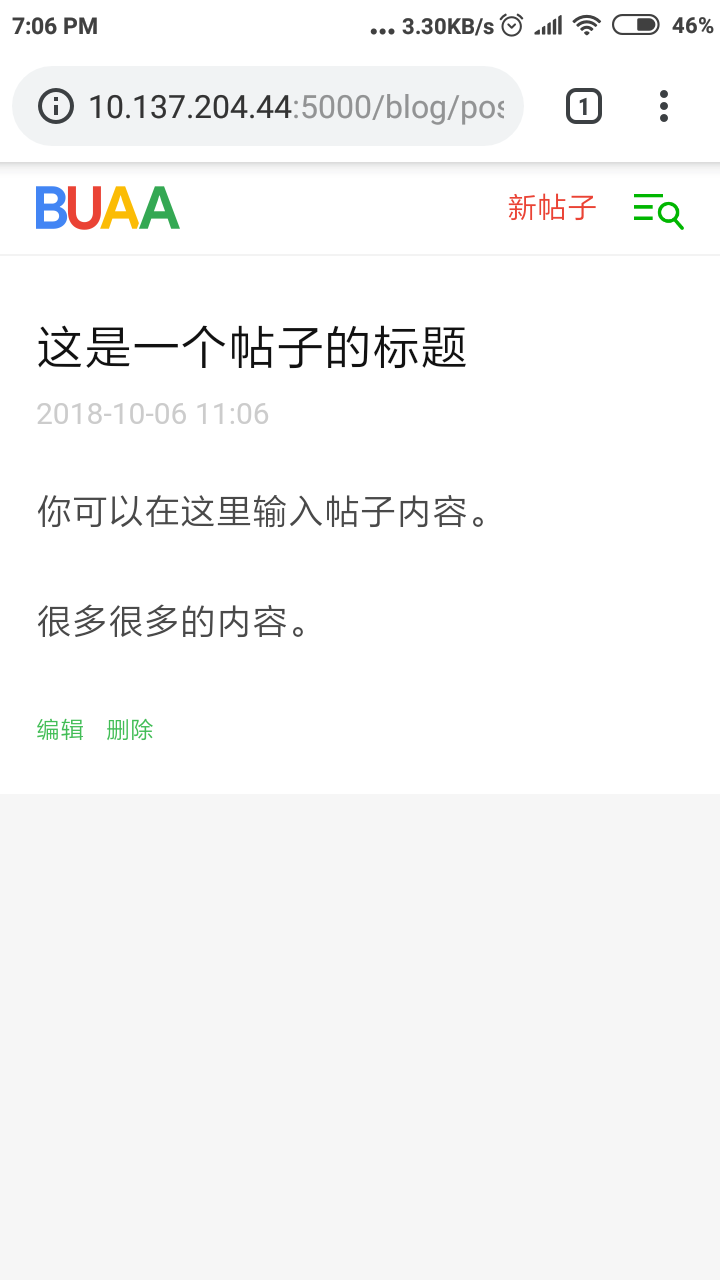 7:06 PM ... 3.30KB/s 46%
10.137.204.44:5000/blog/pos 1
BUAA 新帖子
这是一个帖子的标题
2018-10-06 11:06
你可以在这里输入帖子内容。
很多很多的内容。
编辑 删除